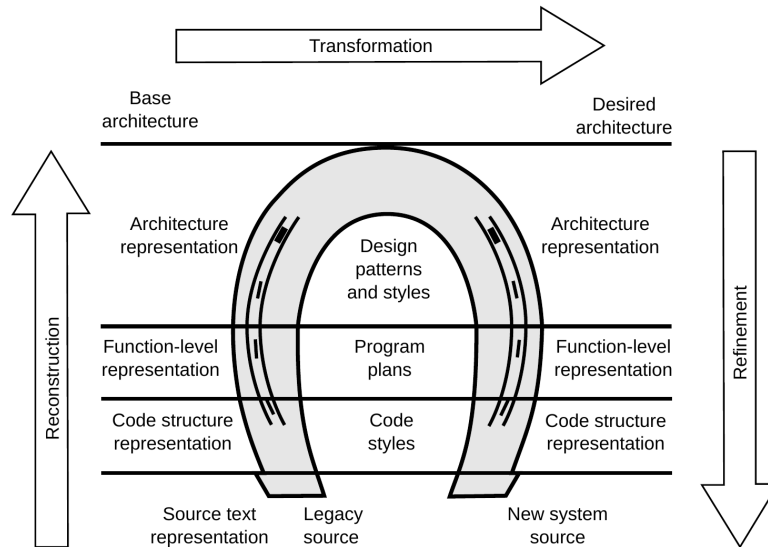 Transformation
Base
architecture
Desired
architecture
Architecture
representation
Design
patterns
and styles
Architecture
representation
Reconstruction
Refinement
Function-level
representation
Program
plans
Function-level
representation
Code structure
representation
Code
styles
Code structure
representation
Source text
representation
Legacy
source
New system
source